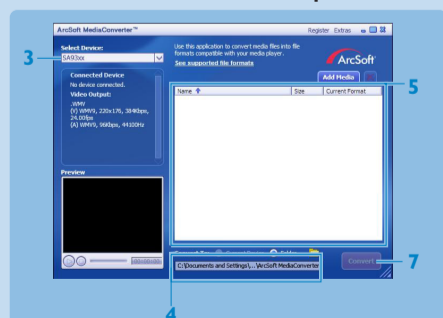 ArcSoft MediaConverter™
Register Extras
Select Device:
SA93xx
Use this application to convert media files into file
formats compatible with your media player.
See supported file formats
ArcSoft
Add Media
Connected Device
No device connected.
Video Output:
.WMV
(V) WMV9, 220x176, 384Kbps,
24.00fps
(A) WMV9, 96Kbps, 44100Hz
Name Size Current Format
Preview
Folder
C:\Documents and Settings\...\ArcSoft MediaConverter
Convert
3
5
7
4